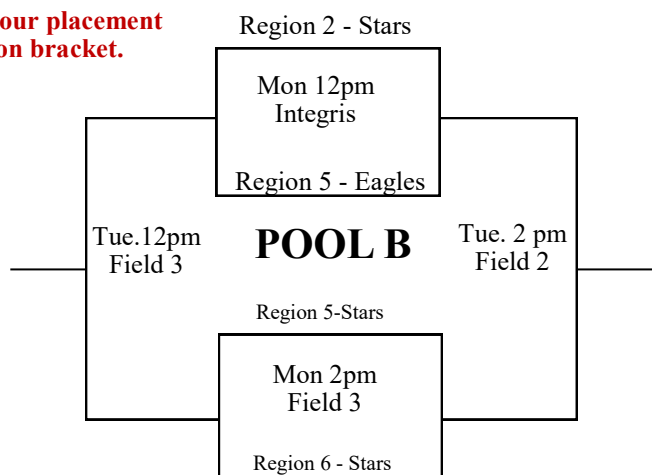 our placement
on bracket.
Region 2 - Stars
Mon 12pm
Integris
Region 5 - Eagles
Tue.12pm
Field 3
POOL B
Tue. 2 pm
Field 2
Region 5-Stars
Mon 2pm
Field 3
Region 6 - Stars